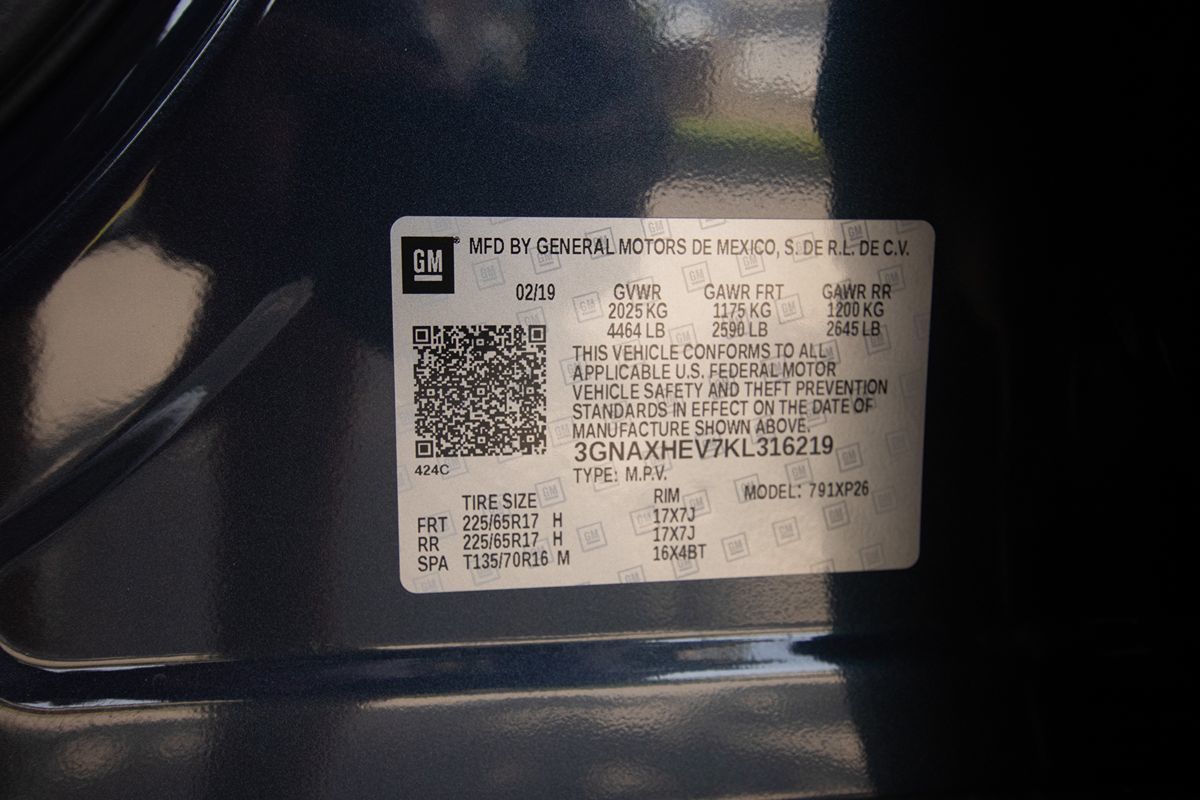 GM® MFD BY GENERAL MOTORS DE MEXICO, S. DE R.L. DE C.V.
02/19 GVWR GAWR FRT GAWR RR
2025 KG 1175 KG 1200 KG
4464 LB 2590 LB 2645 LB
THIS VEHICLE CONFORMS TO ALL
APPLICABLE U.S. FEDERAL MOTOR
VEHICLE SAFETY AND THEFT PREVENTION
STANDARDS IN EFFECT ON THE DATE OF
MANUFACTURE SHOWN ABOVE.
3GNAXHEV7KL316219
424C
TYPE: M.P.V.
TIRE SIZE RIM MODEL: 791XP26
FRT 225/65R17 H 17X7J
RR 225/65R17 H 17X7J
SPA T135/70R16 M 16X4BT